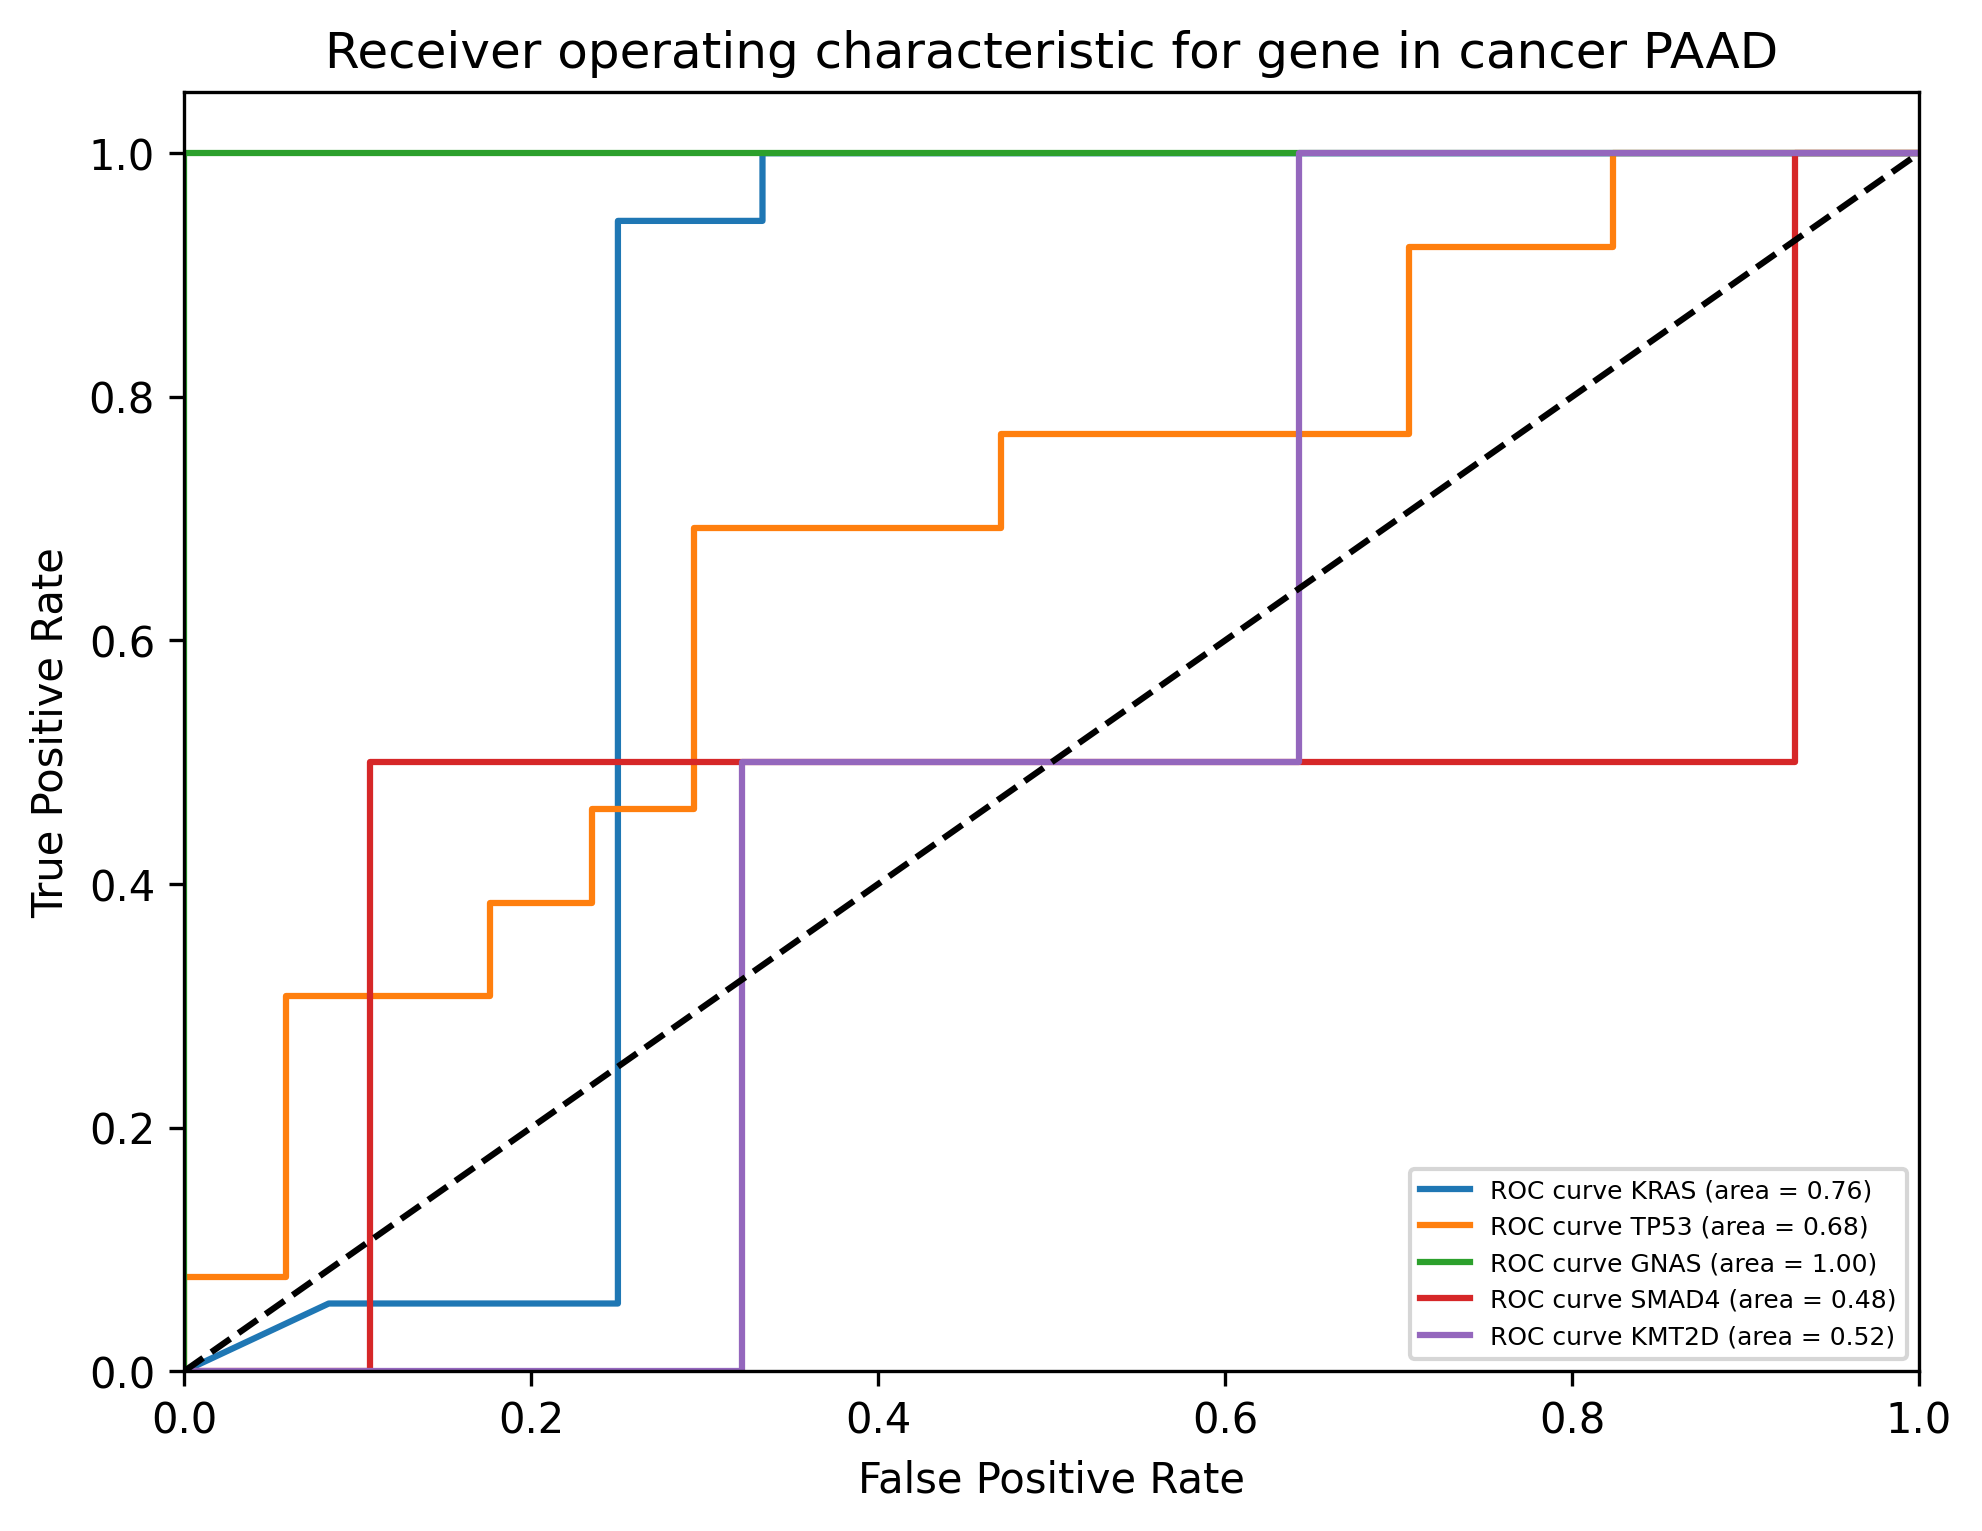 Receiver operating characteristic for gene in cancer PAAD
1.0
0.8
0.6
0.4
0.2
0.0
True Positive Rate
ROC curve KRAS (area = 0.76)
ROC curve TP53 (area = 0.68)
ROC curve GNAS (area = 1.00)
ROC curve SMAD4 (area = 0.48)
ROC curve KMT2D (area = 0.52)
0.0 0.2 0.4 0.6 0.8 1.0
False Positive Rate